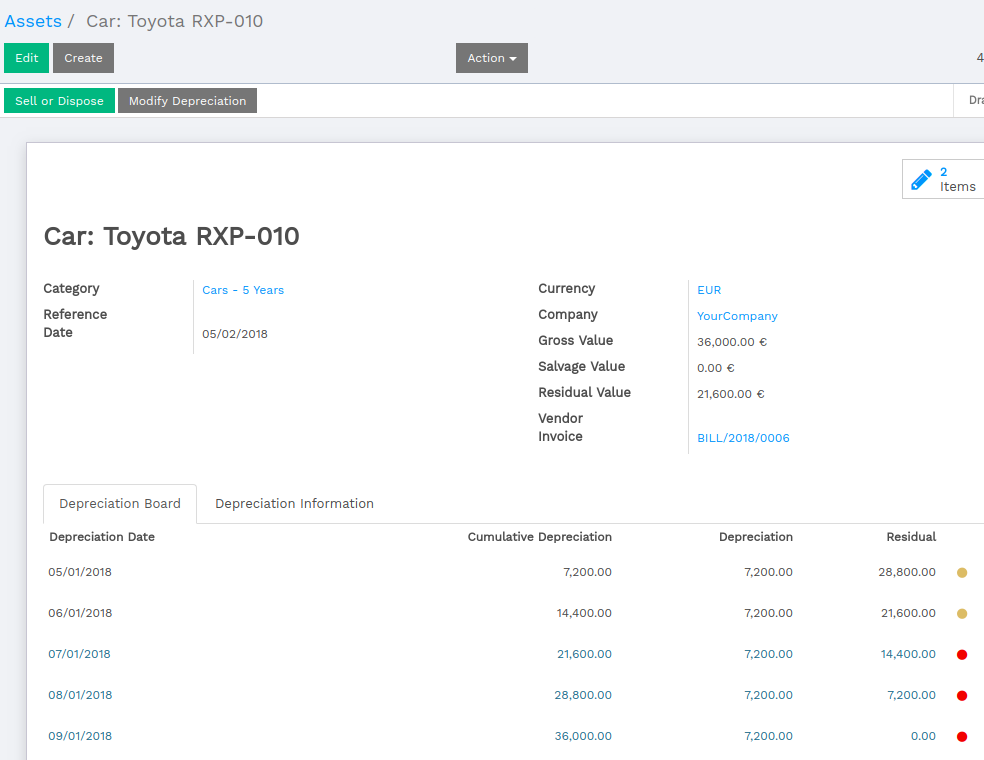 Assets / Car: Toyota RXP-010
Edit Create Action 4
Sell or Dispose Modify Depreciation Dra
2
Items
Car: Toyota RXP-010
Category Cars - 5 Years
Reference
Date 05/02/2018
Currency EUR
Company YourCompany
Gross Value 36,000.00 €
Salvage Value 0.00 €
Residual Value 21,600.00 €
Vendor
Invoice BILL/2018/0006
Depreciation Board Depreciation Information
Depreciation Date Cumulative Depreciation Depreciation Residual
05/01/2018 7,200.00 7,200.00 28,800.00
06/01/2018 14,400.00 7,200.00 21,600.00
07/01/2018 21,600.00 7,200.00 14,400.00
08/01/2018 28,800.00 7,200.00 7,200.00
09/01/2018 36,000.00 7,200.00 0.00